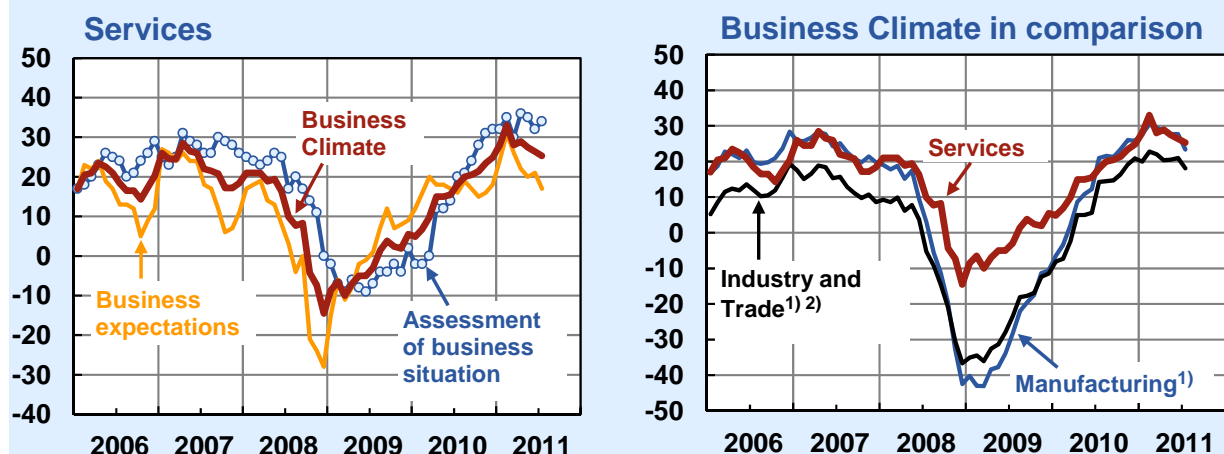 Services
50
40
30
20
10
0
-10
-20
-30
-40
Business
Climate
Business
expectations
Assessment
of business
situation
2006 2007 2008 2009 2010 2011
Business Climate in comparison
50
40
30
20
10
0
-10
-20
-30
-40
-50
Services
Industry and
Trade¹⁾ ²⁾
Manufacturing¹⁾
2006 2007 2008 2009 2010 2011